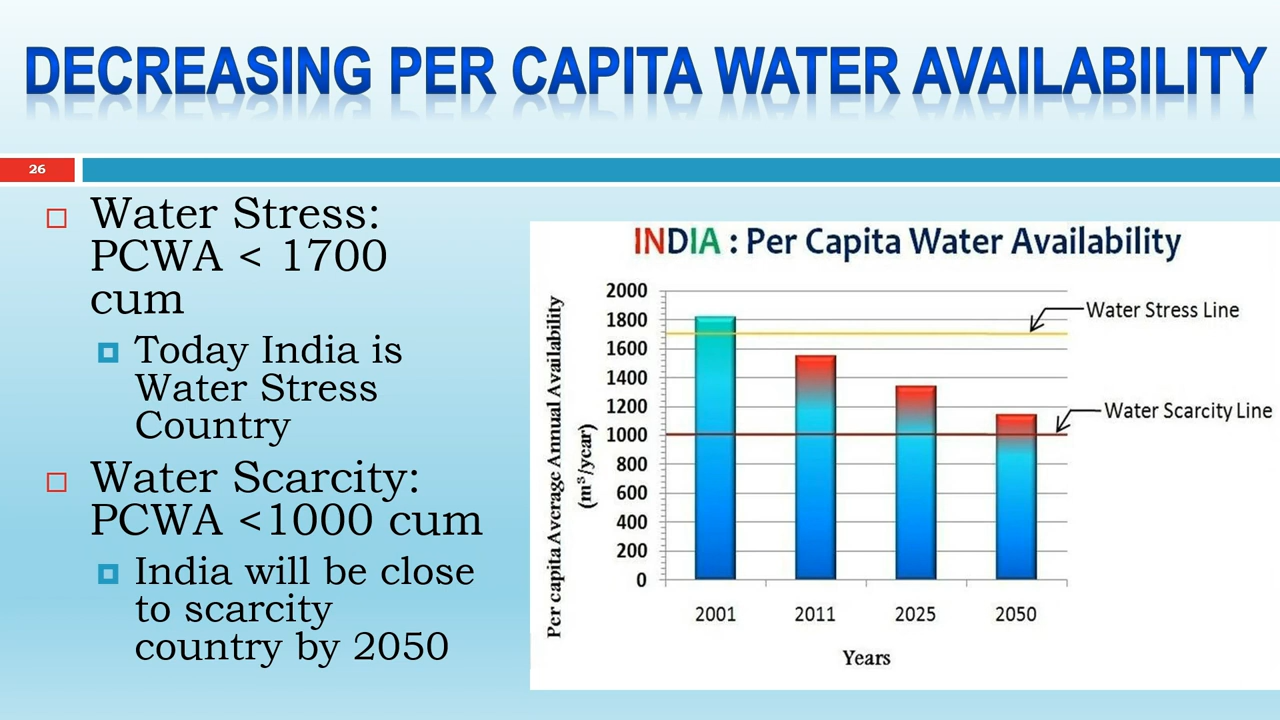 DECREASING PER CAPITA WATER AVAILABILITY
26
Water Stress:
PCWA < 1700
cum
Today India is
Water Stress
Country
Water Scarcity:
PCWA <1000 cum
India will be close
to scarcity
country by 2050
INDIA : Per Capita Water Availability
Per capita Average Annual Availability
(m³/year)
2000
1800
1600
1400
1200
1000
800
600
400
200
0
Water Stress Line
Water Scarcity Line
2001 2011 2025 2050
Years